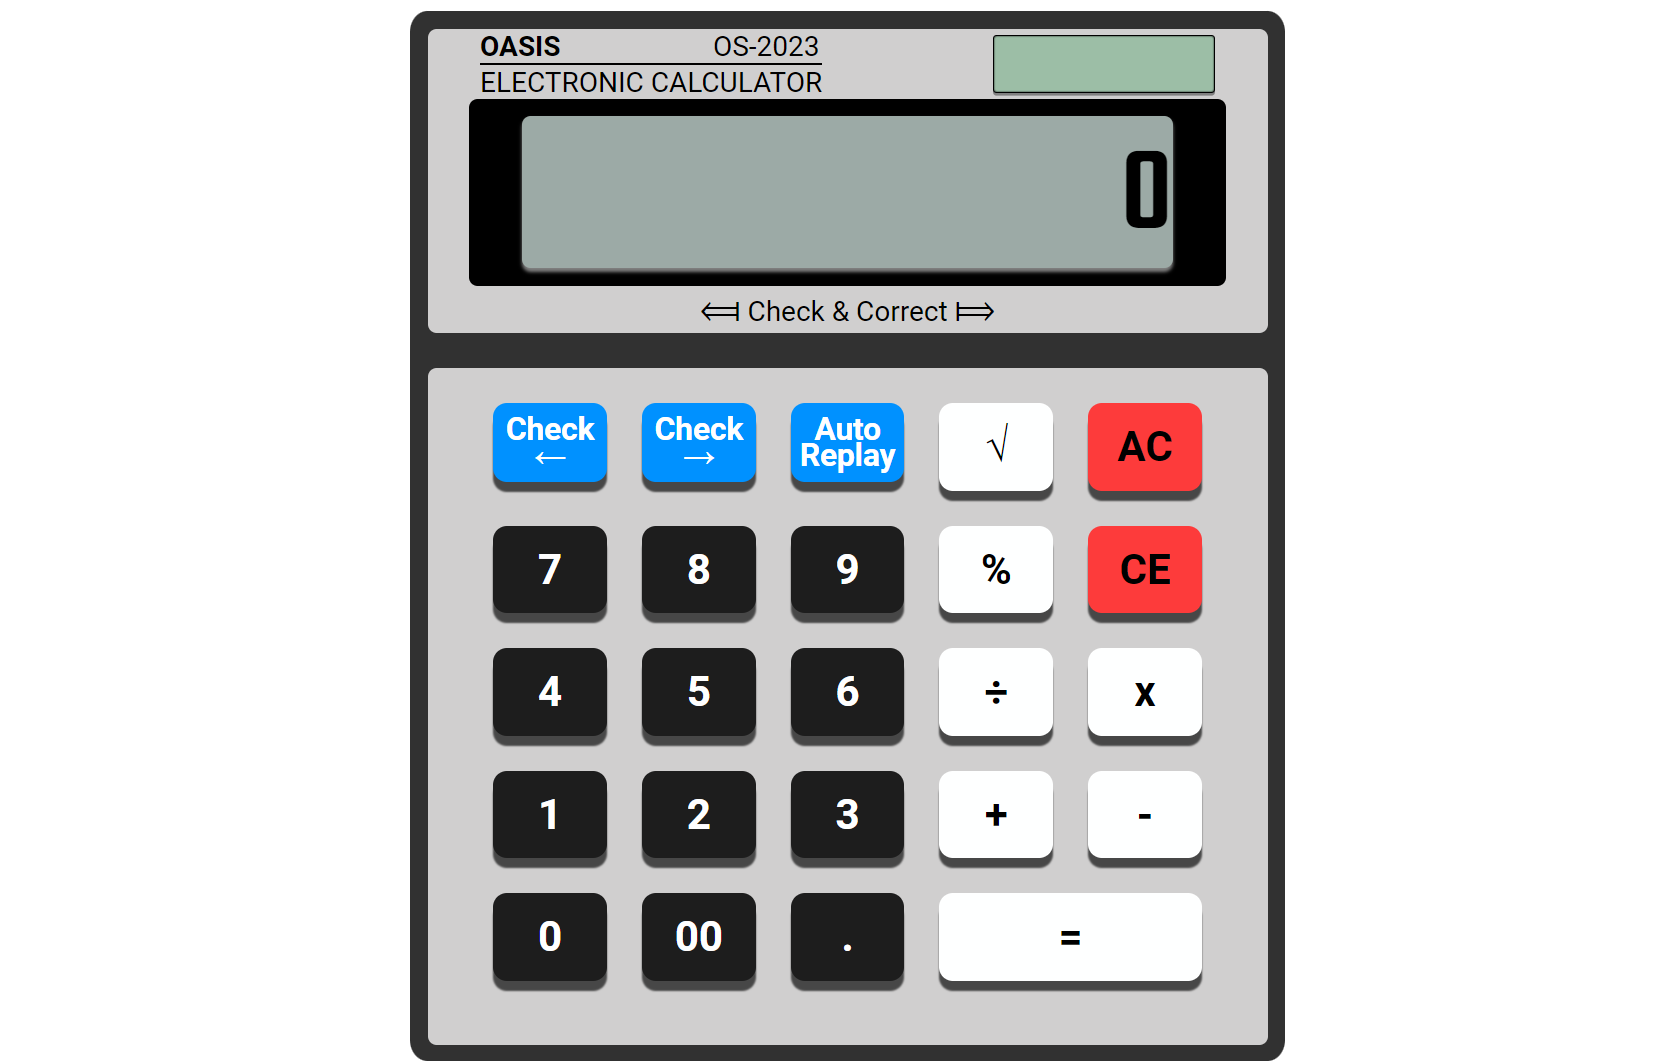 OASIS OS-2023
ELECTRONIC CALCULATOR
0
⟽ Check & Correct ⟾
Check ← Check → Auto Replay √ AC
7 8 9 % CE
4 5 6 ÷ x
1 2 3 + -
0 00 . =